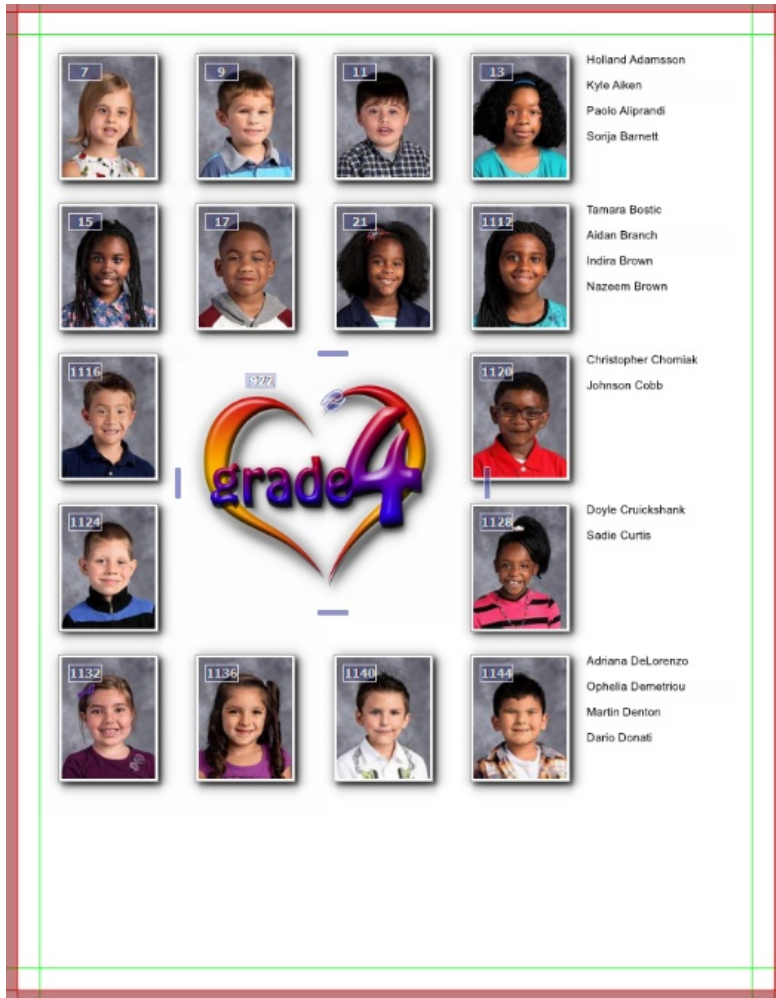 7 9 11 13
Holland Adamsson
Kyle Aiken
Paolo Aliprandi
Sorija Barnett
15 17 21 1112
Tamara Bostic
Aidan Branch
Indira Brown
Nazeem Brown
1116 922 1120
Christopher Chomiak
Johnson Cobb
grade 4
1124 1128
Doyle Cruickshank
Sadie Curtis
1132 1136 1140 1144
Adriana DeLorenzo
Ophelia Demetriou
Martin Denton
Dario Donati